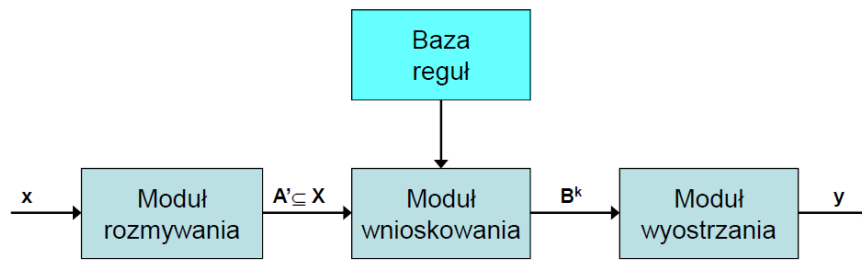 Baza
reguł
x
Moduł
rozmywania
A’⊆ X
Moduł
wnioskowania
Bᵏ
Moduł
wyostrzania
y